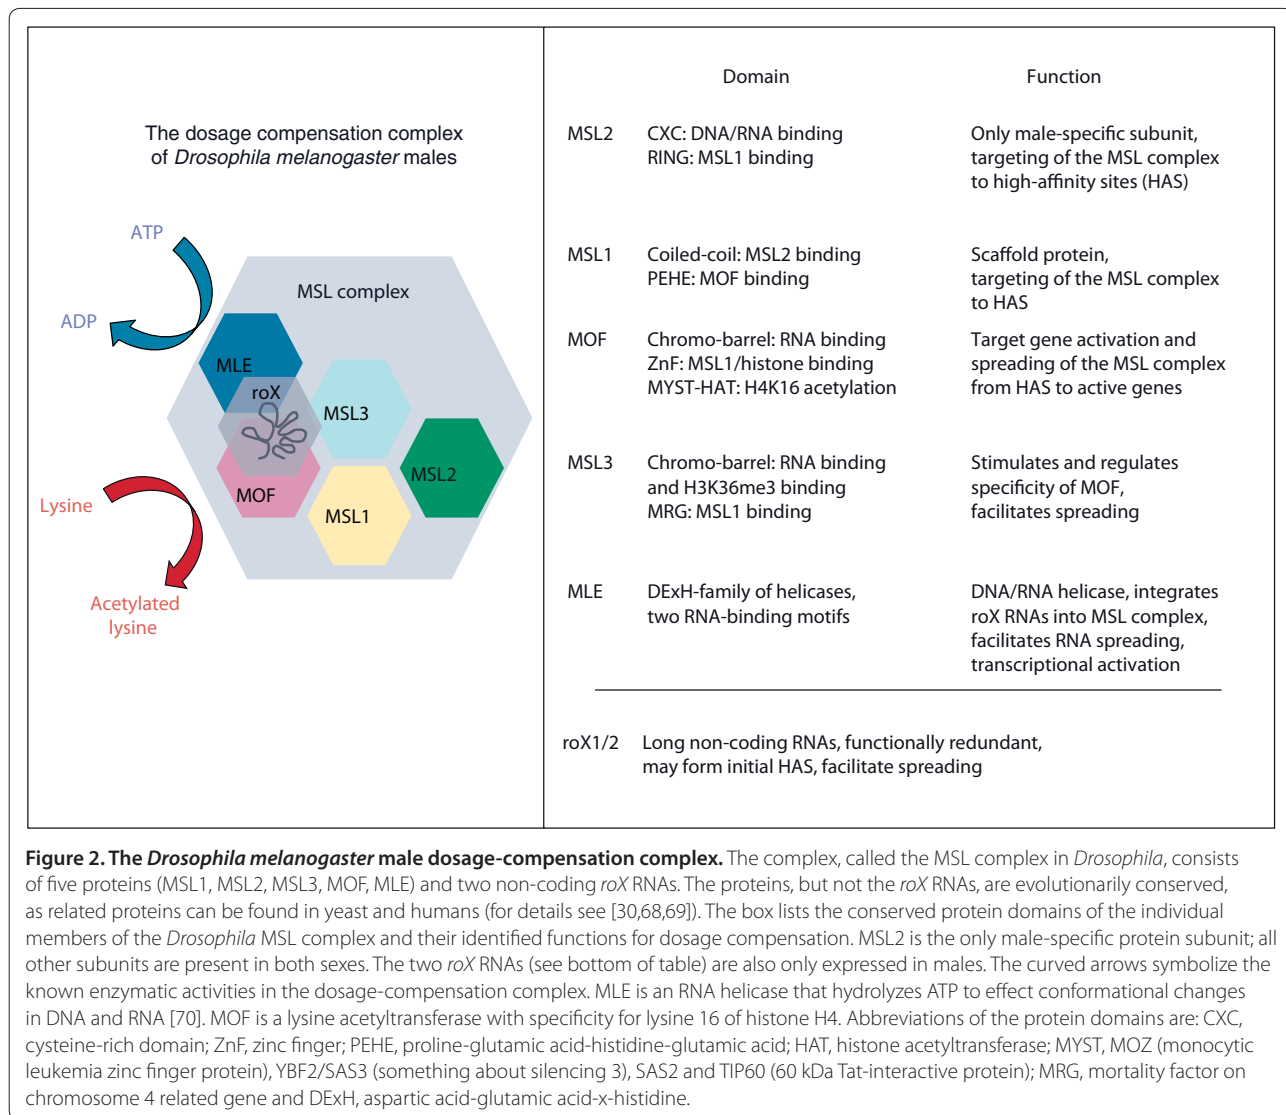 The dosage compensation complex
of Drosophila melanogaster males
ATP
ADP
MSL complex
MLE
roX
MSL3
MSL2
MOF
MSL1
Lysine
Acetylated
lysine
Domain Function
MSL2 CXC: DNA/RNA binding Only male-specific subunit,
RING: MSL1 binding targeting of the MSL complex
to high-affinity sites (HAS)
MSL1 Coiled-coil: MSL2 binding Scaffold protein,
PEHE: MOF binding targeting of the MSL complex
to HAS
MOF Chromo-barrel: RNA binding Target gene activation and
ZnF: MSL1/histone binding spreading of the MSL complex
MYST-HAT: H4K16 acetylation from HAS to active genes
MSL3 Chromo-barrel: RNA binding Stimulates and regulates
and H3K36me3 binding specificity of MOF,
MRG: MSL1 binding facilitates spreading
MLE DExH-family of helicases, DNA/RNA helicase, integrates
two RNA-binding motifs roX RNAs into MSL complex,
facilitates RNA spreading,
transcriptional activation
roX1/2 Long non-coding RNAs, functionally redundant,
may form initial HAS, facilitate spreading
Figure 2. The Drosophila melanogaster male dosage-compensation complex. The complex, called the MSL complex in Drosophila, consists
of five proteins (MSL1, MSL2, MSL3, MOF, MLE) and two non-coding roX RNAs. The proteins, but not the roX RNAs, are evolutionarily conserved,
as related proteins can be found in yeast and humans (for details see [30,68,69]). The box lists the conserved protein domains of the individual
members of the Drosophila MSL complex and their identified functions for dosage compensation. MSL2 is the only male-specific protein subunit; all
other subunits are present in both sexes. The two roX RNAs (see bottom of table) are also only expressed in males. The curved arrows symbolize the
known enzymatic activities in the dosage-compensation complex. MLE is an RNA helicase that hydrolyzes ATP to effect conformational changes
in DNA and RNA [70]. MOF is a lysine acetyltransferase with specificity for lysine 16 of histone H4. Abbreviations of the protein domains are: CXC,
cysteine-rich domain; ZnF, zinc finger; PEHE, proline-glutamic acid-histidine-glutamic acid; HAT, histone acetyltransferase; MYST, MOZ (monocytic
leukemia zinc finger protein), YBF2/SAS3 (something about silencing 3), SAS2 and TIP60 (60 kDa Tat-interactive protein); MRG, mortality factor on
chromosome 4 related gene and DExH, aspartic acid-glutamic acid-x-histidine.